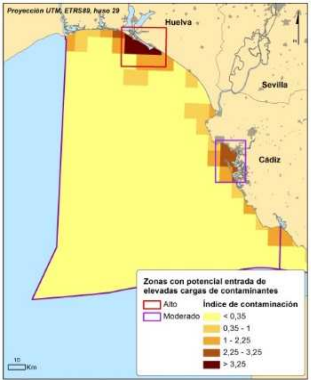 Proyección UTM, ETRS89, huso 29
Huelva
Sevilla
Cádiz
Zonas con potencial entrada de
elevadas cargas de contaminantes
Alto
Moderado
Índice de contaminación
< 0,35
0,35 - 1
1 - 2,25
2,25 - 3,25
> 3,25
15
Km